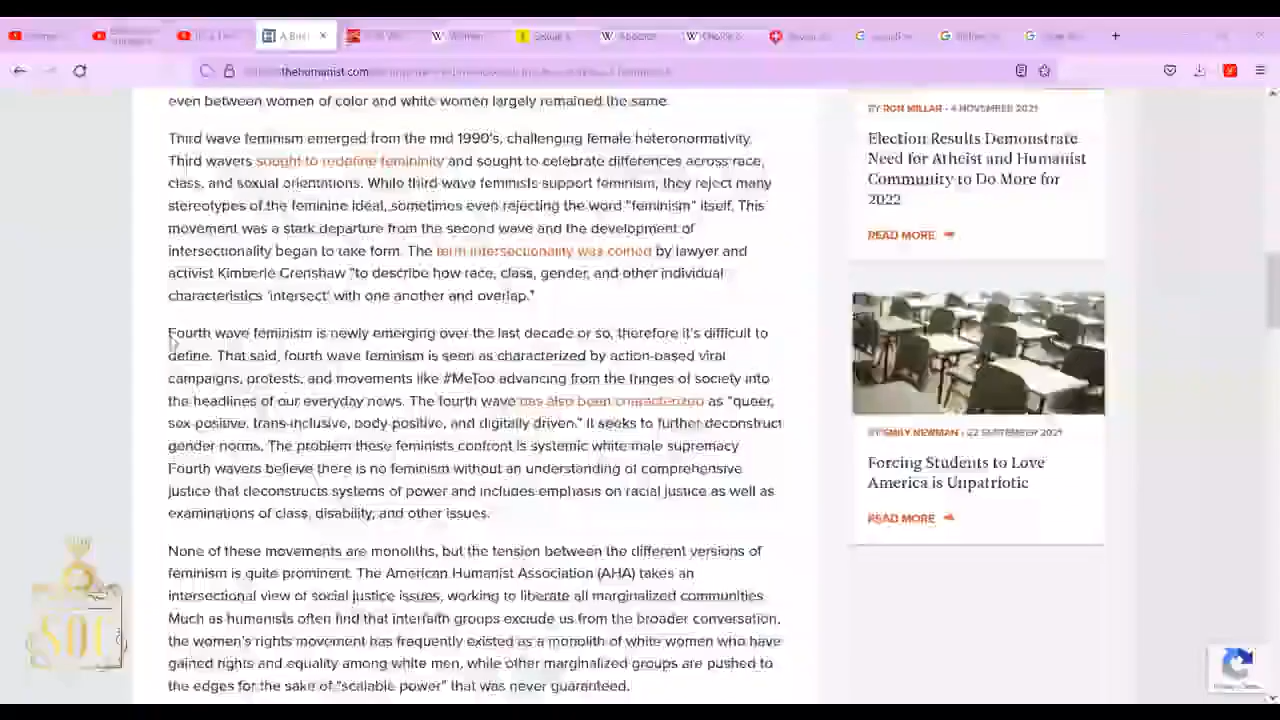 A Brief
Women
thehumanist.com
even between women of color and white women largely remained the same.
Third wave feminism emerged from the mid 1990's, challenging female heteronormativity.
Third wavers sought to redefine femininity and sought to celebrate differences across race,
class, and sexual orientations. While third wave feminists support feminism, they reject many
stereotypes of the feminine ideal, sometimes even rejecting the word "feminism" itself. This
movement was a stark departure from the second wave and the development of
intersectionality began to take form. The term intersectionality was coined by lawyer and
activist Kimberlé Crenshaw "to describe how race, class, gender, and other individual
characteristics 'intersect' with one another and overlap."
Fourth wave feminism is newly emerging over the last decade or so, therefore it's difficult to
define. That said, fourth wave feminism is seen as characterized by action-based viral
campaigns, protests, and movements like #MeToo advancing from the fringes of society into
the headlines of our everyday news. The fourth wave has also been characterized as "queer,
sex-positive, trans-inclusive, body-positive, and digitally driven." It seeks to further deconstruct
gender norms. The problem these feminists confront is systemic white male supremacy
Fourth wavers believe there is no feminism without an understanding of comprehensive
justice that deconstructs systems of power and includes emphasis on racial justice as well as
examinations of class, disability, and other issues.
None of these movements are monoliths, but the tension between the different versions of
feminism is quite prominent. The American Humanist Association (AHA) takes an
intersectional view of social justice issues, working to liberate all marginalized communities.
Much as humanists often find that interfaith groups exclude us from the broader conversation,
the women's rights movement has frequently existed as a monolith of white women who have
gained rights and equality among white men, while other marginalized groups are pushed to
the edges for the sake of "scalable power" that was never guaranteed.
BY RON MILLAR • 4 NOVEMBER 2021
Election Results Demonstrate
Need for Atheist and Humanist
Community to Do More for
2022
READ MORE
BY EMILY NEWMAN • 22 SEPTEMBER 2021
Forcing Students to Love
America is Unpatriotic
READ MORE